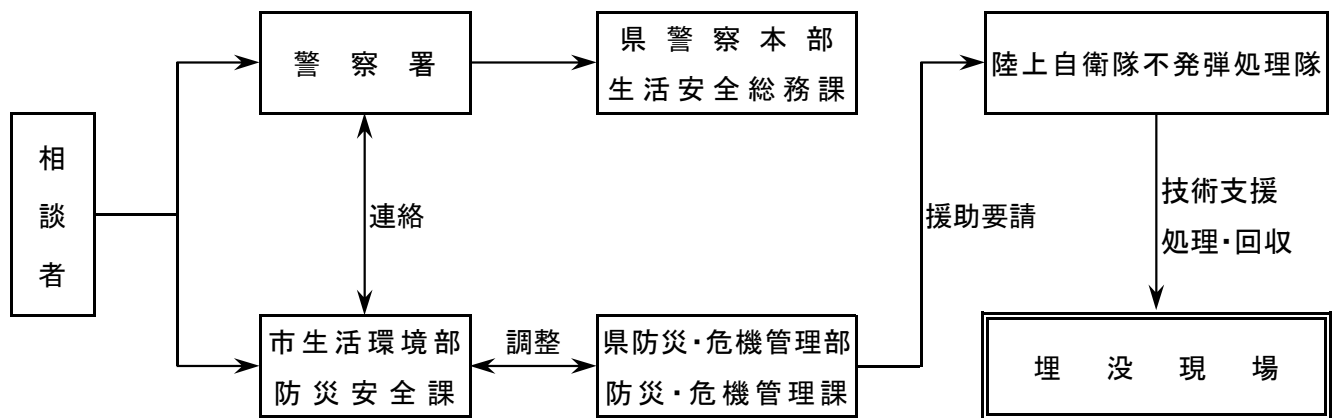 相談者
警察署
県警察本部
生活安全総務課
陸上自衛隊不発弾処理隊
連絡
援助要請
技術支援
処理・回収
市生活環境部
防災安全課
調整
県防災・危機管理部
防災・危機管理課
埋没現場